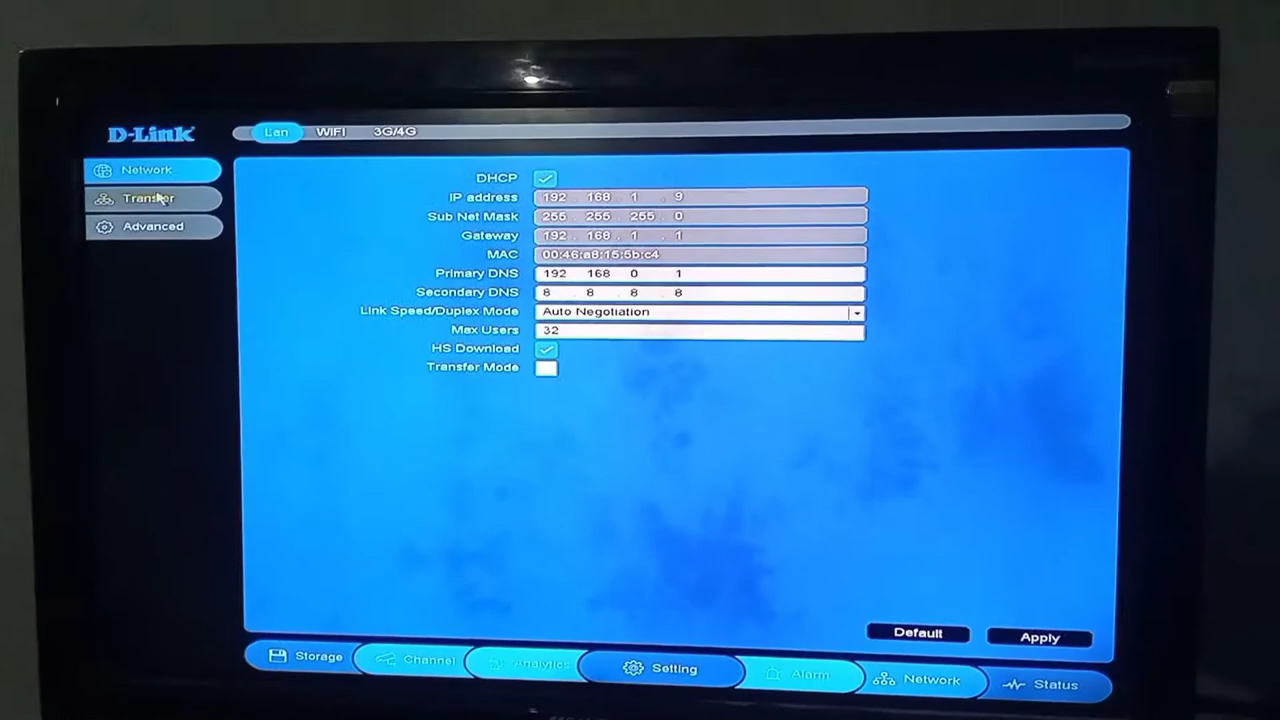 D-Link
Lan WIFI 3G/4G
Network
Transfer
Advanced
DHCP
IP address 192 . 168 . 1 . 9
Sub Net Mask 255 . 255 . 255 . 0
Gateway 192 . 168 . 1 . 1
MAC 00:46:a8:15:5b:c4
Primary DNS 192 168 0 1
Secondary DNS 8 . 8 . 8 . 8
Link Speed/Duplex Mode Auto Negotiation
Max Users 32
HS Download
Transfer Mode
Default Apply
Storage Channel Analytics Setting Alarm Network Status